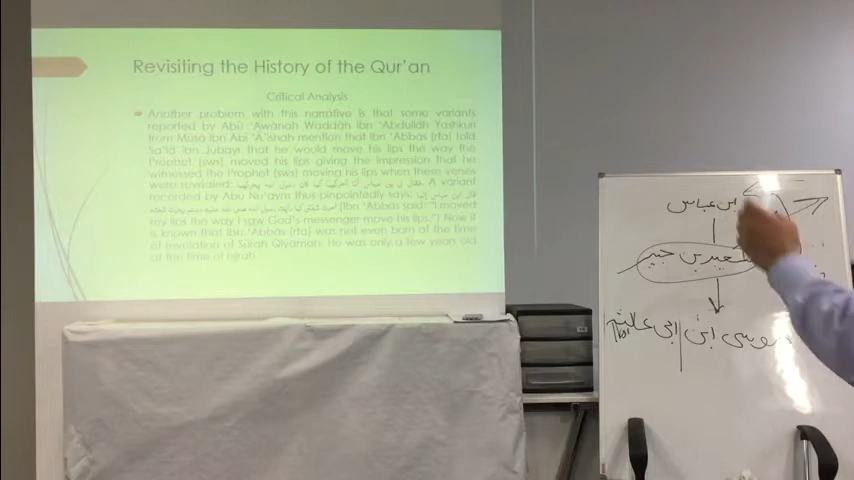 Revisiting the History of the Qur'an
Critical Analysis
Another problem with this narrative is that some variants
reported by Abū 'Awānah Waddāh ibn 'Abdullāh Yashkurī
from Mūsā ibn Abī 'Ā'ishah mention that Ibn 'Abbās (rta) told
Sa'īd ibn Jubayr that he would move his lips the way the
Prophet (sws) moved his lips giving the impression that he
witnessed the Prophet (sws) moving his lips when these verses
were revealed: A variant
recorded by Abū Nu'aym thus pinpointedly says:
(Ibn 'Abbās said: "I moved
my lips the way I saw God's messenger move his lips.") Now it
is known that Ibn 'Abbās (rta) was not even born at the time
of revelation of Sūrah Qiyāmah. He was only a few years old
at the time of hijrah.
ابن عباس
سعيد بن جبير
موسى ابن ابى عائشة